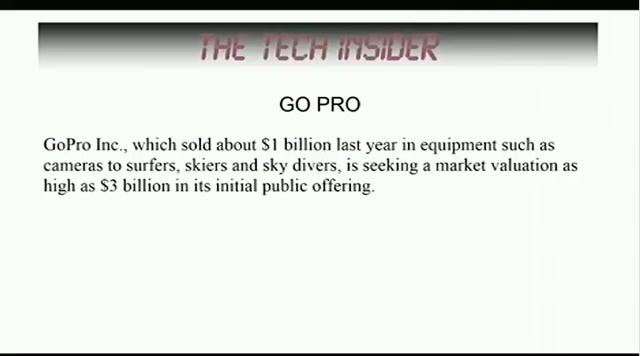 THE TECH INSIDER
GO PRO
GoPro Inc., which sold about $1 billion last year in equipment such as
cameras to surfers, skiers and sky divers, is seeking a market valuation as
high as $3 billion in its initial public offering.